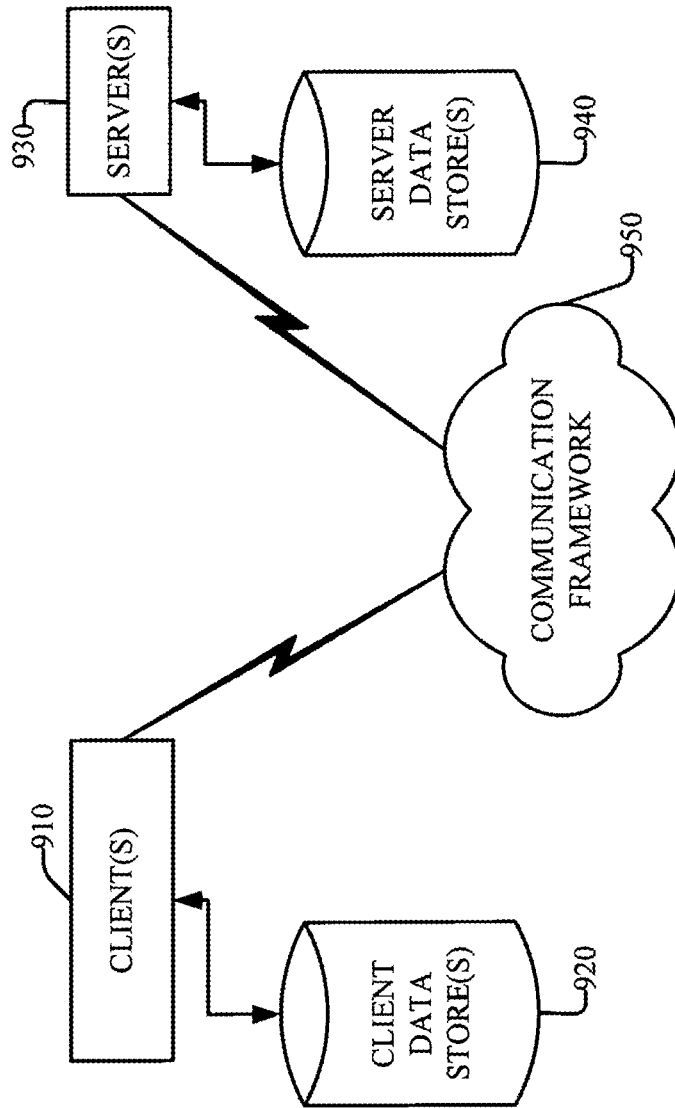 910
CLIENT(S)
930
SERVER(S)
CLIENT
DATA
STORE(S)
920
SERVER
DATA
STORE(S)
940
COMMUNICATION
FRAMEWORK
950